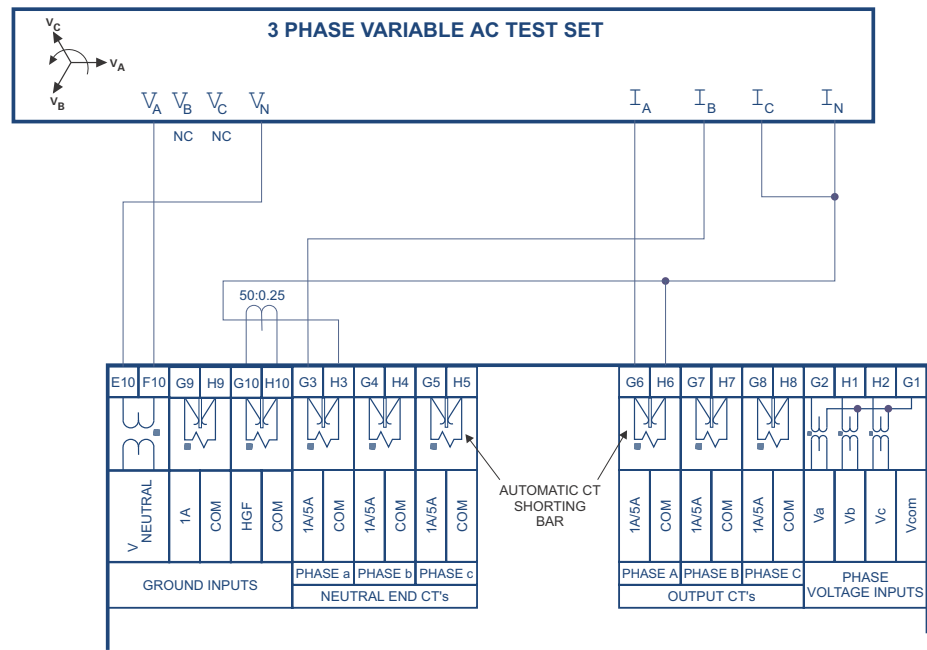 3 PHASE VARIABLE AC TEST SET
VC
VA
VB
VA VB VC VN
IA IB IC IN
NC NC
50:0.25
E10 F10 G9 H9 G10 H10 G3 H3 G4 H4 G5 H5
G6 H6 G7 H7 G8 H8 G2 H1 H2 G1
AUTOMATIC CT
SHORTING
BAR
V NEUTRAL
1A
COM
HGF
COM
1A/5A
COM
1A/5A
COM
1A/5A
COM
1A/5A
COM
1A/5A
COM
1A/5A
COM
Va
Vb
Vc
Vcom
GROUND INPUTS
PHASE a PHASE b PHASE c
NEUTRAL END CT's
PHASE A PHASE B PHASE C
OUTPUT CT's
PHASE
VOLTAGE INPUTS